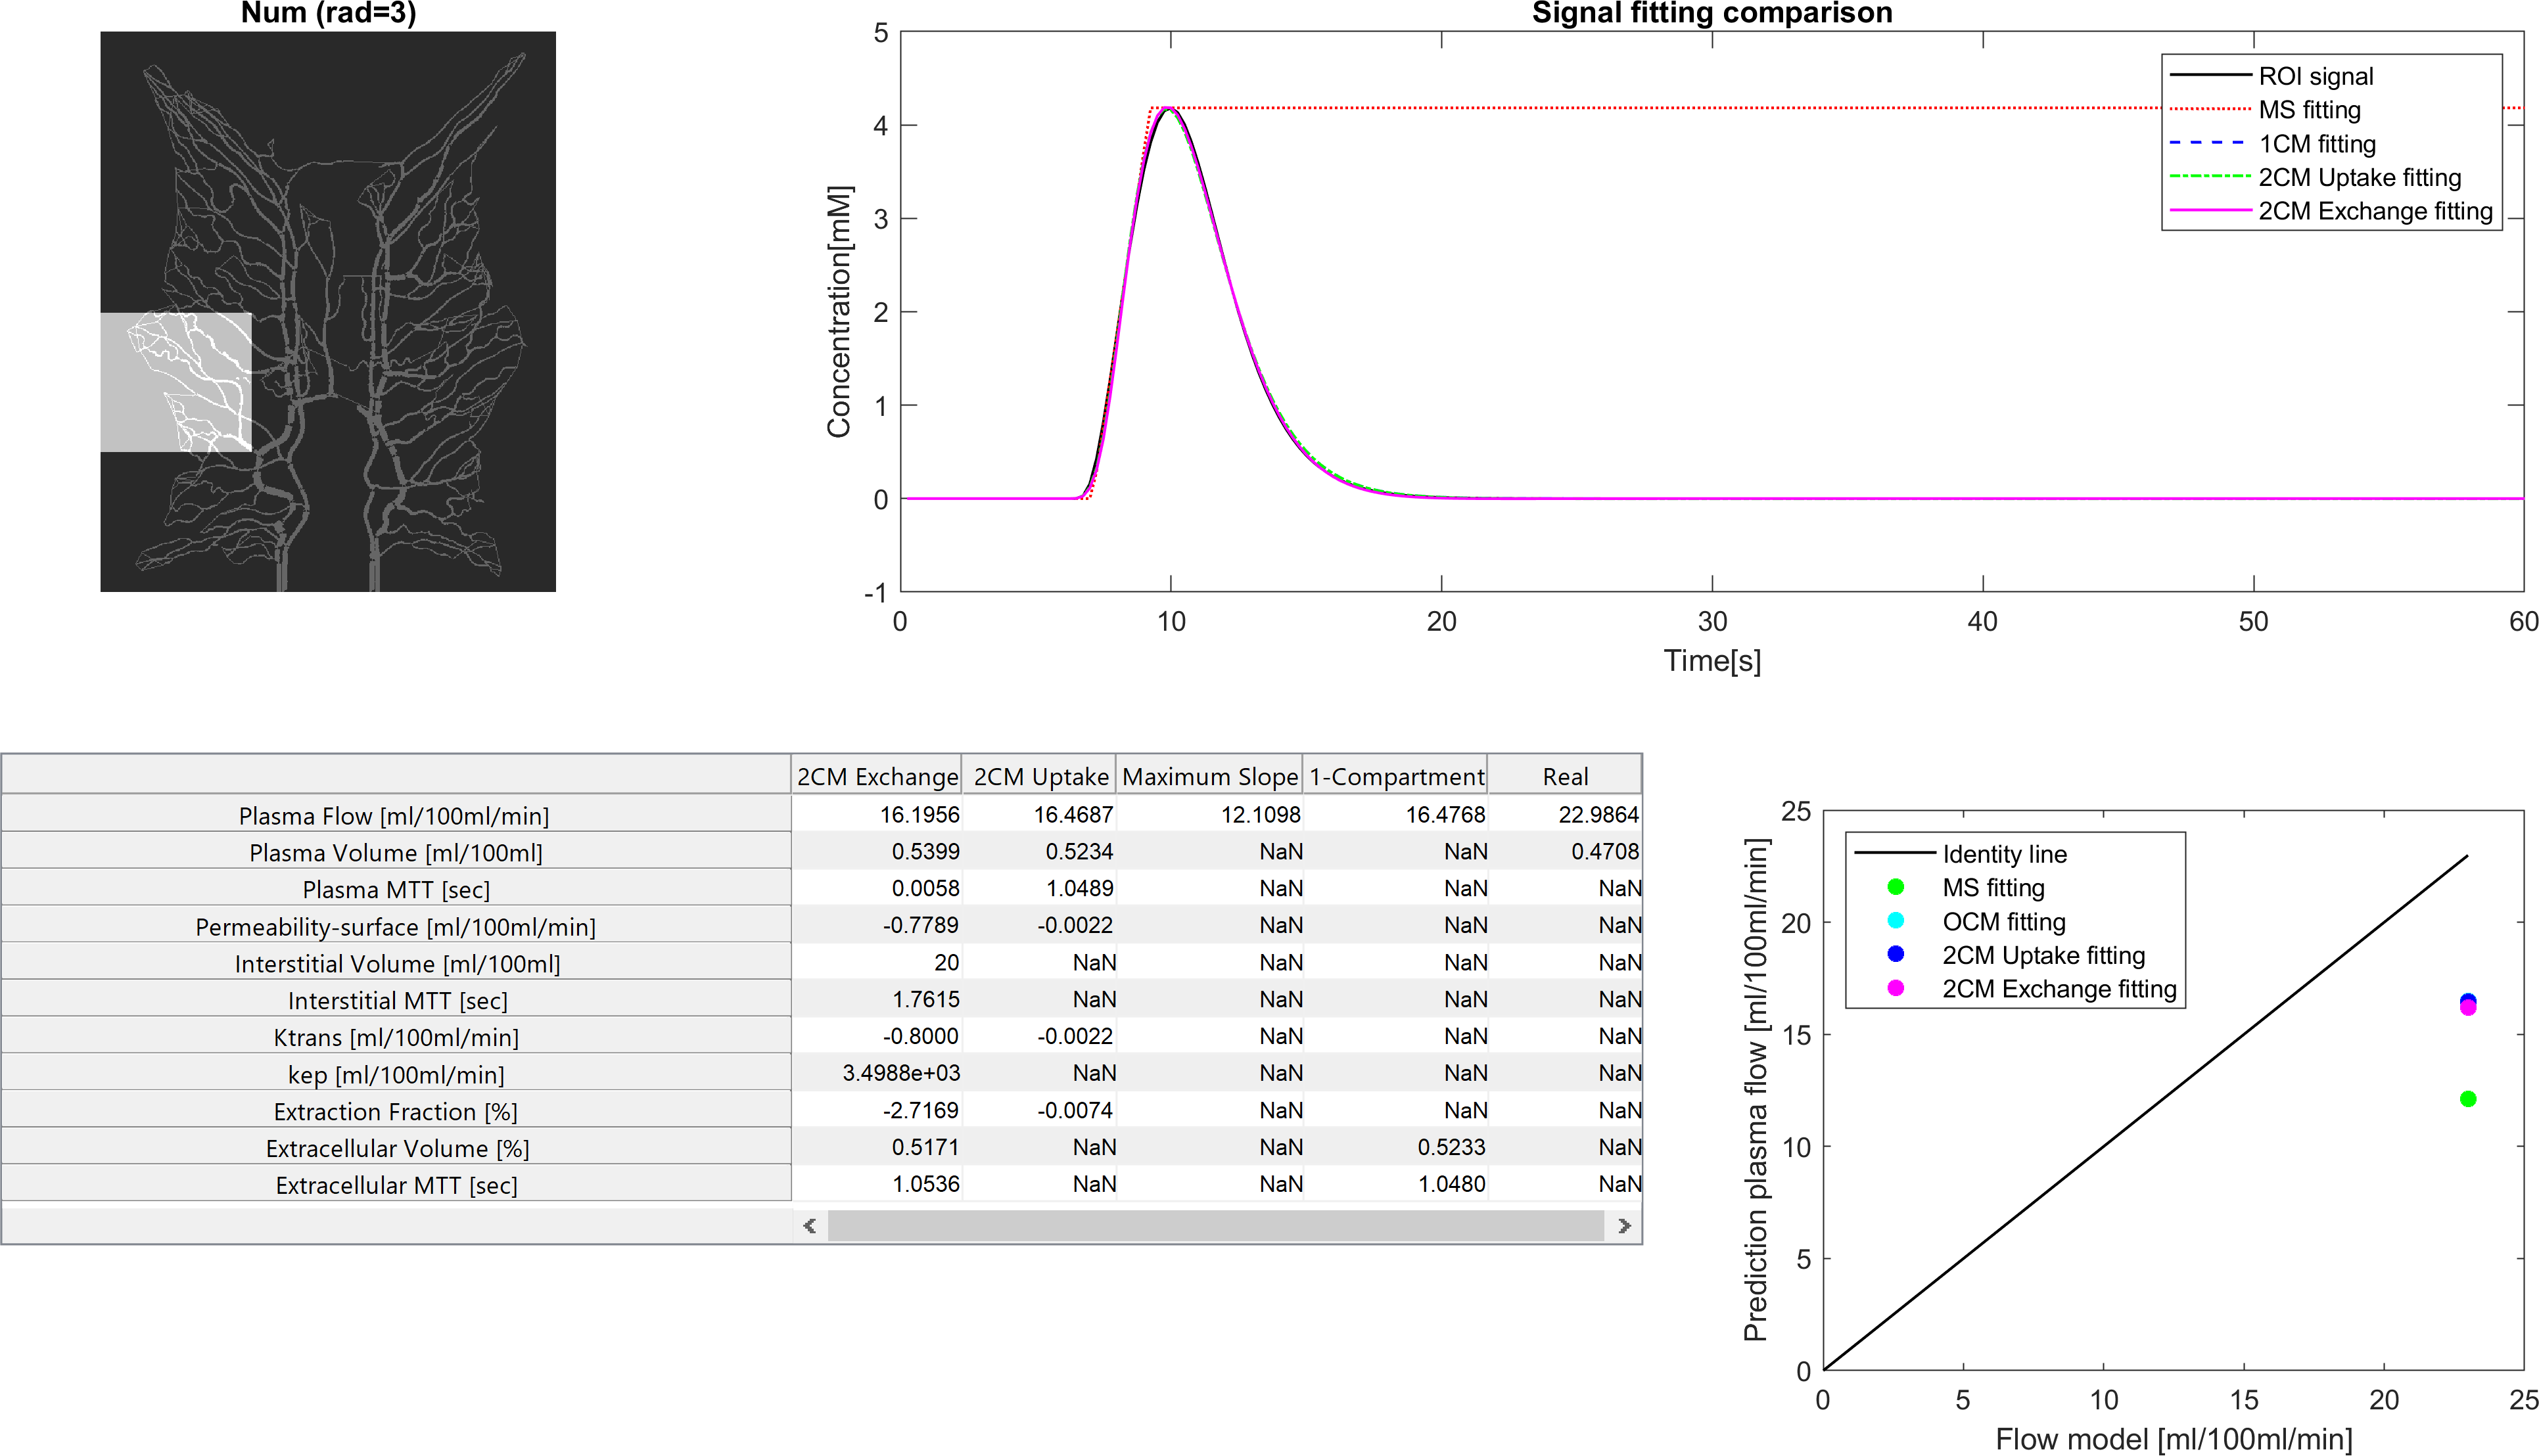 Num (rad=3)
Signal fitting comparison
5
4
3
2
1
0
-1
Concentration[mM]
0 10 20 30 40 50 60
Time[s]
ROI signal
MS fitting
1CM fitting
2CM Uptake fitting
2CM Exchange fitting
2CM Exchange 2CM Uptake Maximum Slope 1-Compartment Real
Plasma Flow [ml/100ml/min] 16.1956 16.4687 12.1098 16.4768 22.9864
Plasma Volume [ml/100ml] 0.5399 0.5234 NaN NaN 0.4708
Plasma MTT [sec] 0.0058 1.0489 NaN NaN NaN
Permeability-surface [ml/100ml/min] -0.7789 -0.0022 NaN NaN NaN
Interstitial Volume [ml/100ml] 20 NaN NaN NaN NaN
Interstitial MTT [sec] 1.7615 NaN NaN NaN NaN
Ktrans [ml/100ml/min] -0.8000 -0.0022 NaN NaN NaN
kep [ml/100ml/min] 3.4988e+03 NaN NaN NaN NaN
Extraction Fraction [%] -2.7169 -0.0074 NaN NaN NaN
Extracellular Volume [%] 0.5171 NaN NaN 0.5233 NaN
Extracellular MTT [sec] 1.0536 NaN NaN 1.0480 NaN
25
20
15
10
5
0
Prediction plasma flow [ml/100ml/min]
Identity line
MS fitting
OCM fitting
2CM Uptake fitting
2CM Exchange fitting
0 5 10 15 20 25
Flow model [ml/100ml/min]